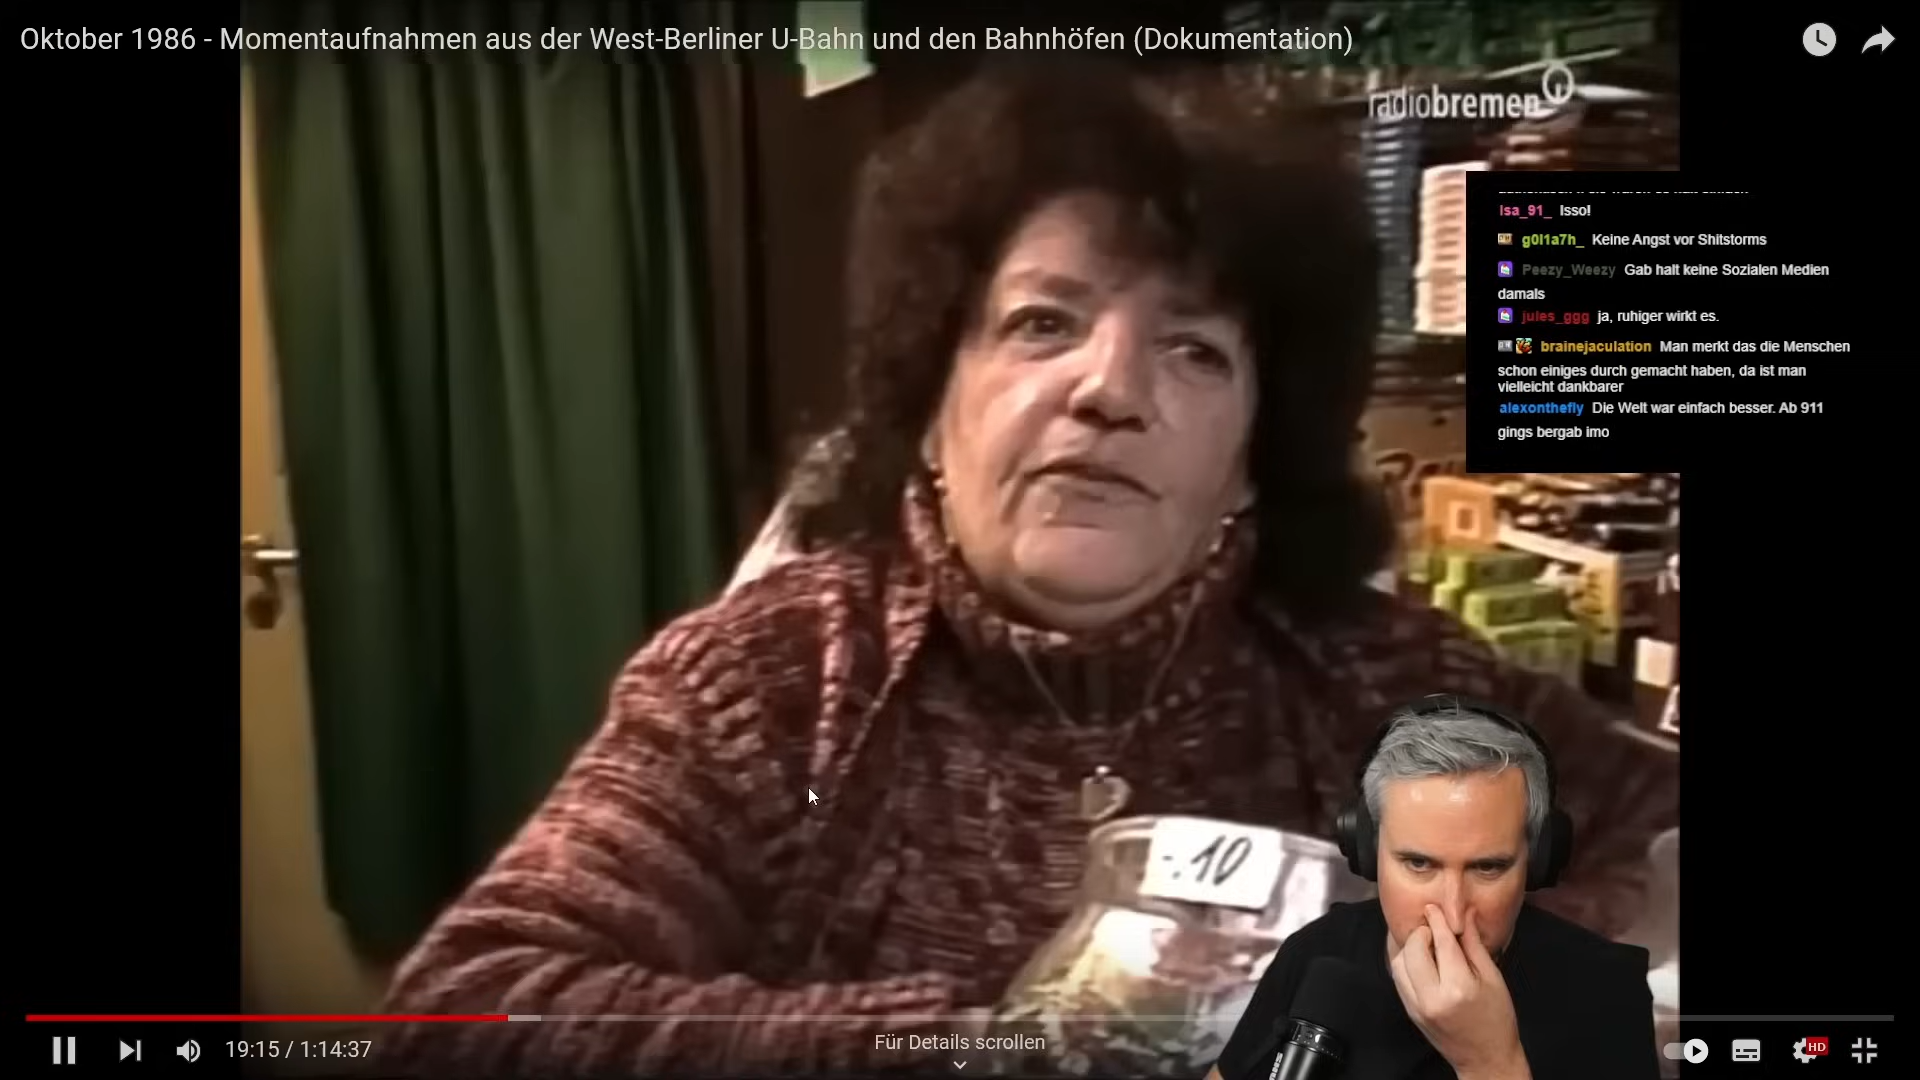 Oktober 1986 - Momentaufnahmen aus der West-Berliner U-Bahn und den Bahnhöfen (Dokumentation)
radiobremen
Isa_91_ Isso!
g0l1a7h_ Keine Angst vor Shitstorms
Peezy_Weezy Gab halt keine Sozialen Medien
damals
jules_ggg ja, ruhiger wirkt es.
brainejaculation Man merkt das die Menschen
schon einiges durch gemacht haben, da ist man
vielleicht dankbarer
alexonthefly Die Welt war einfach besser. Ab 911
gings bergab imo
-.10
19:15 / 1:14:37
Für Details scrollen
HD